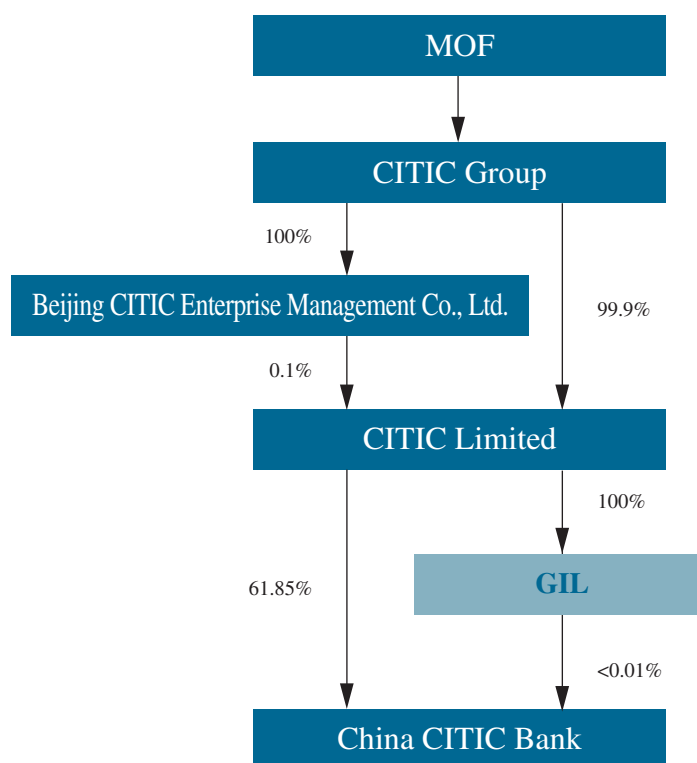 MOF
CITIC Group
100%
Beijing CITIC Enterprise Management Co., Ltd.
99.9%
0.1%
CITIC Limited
100%
GIL
61.85%
<0.01%
China CITIC Bank